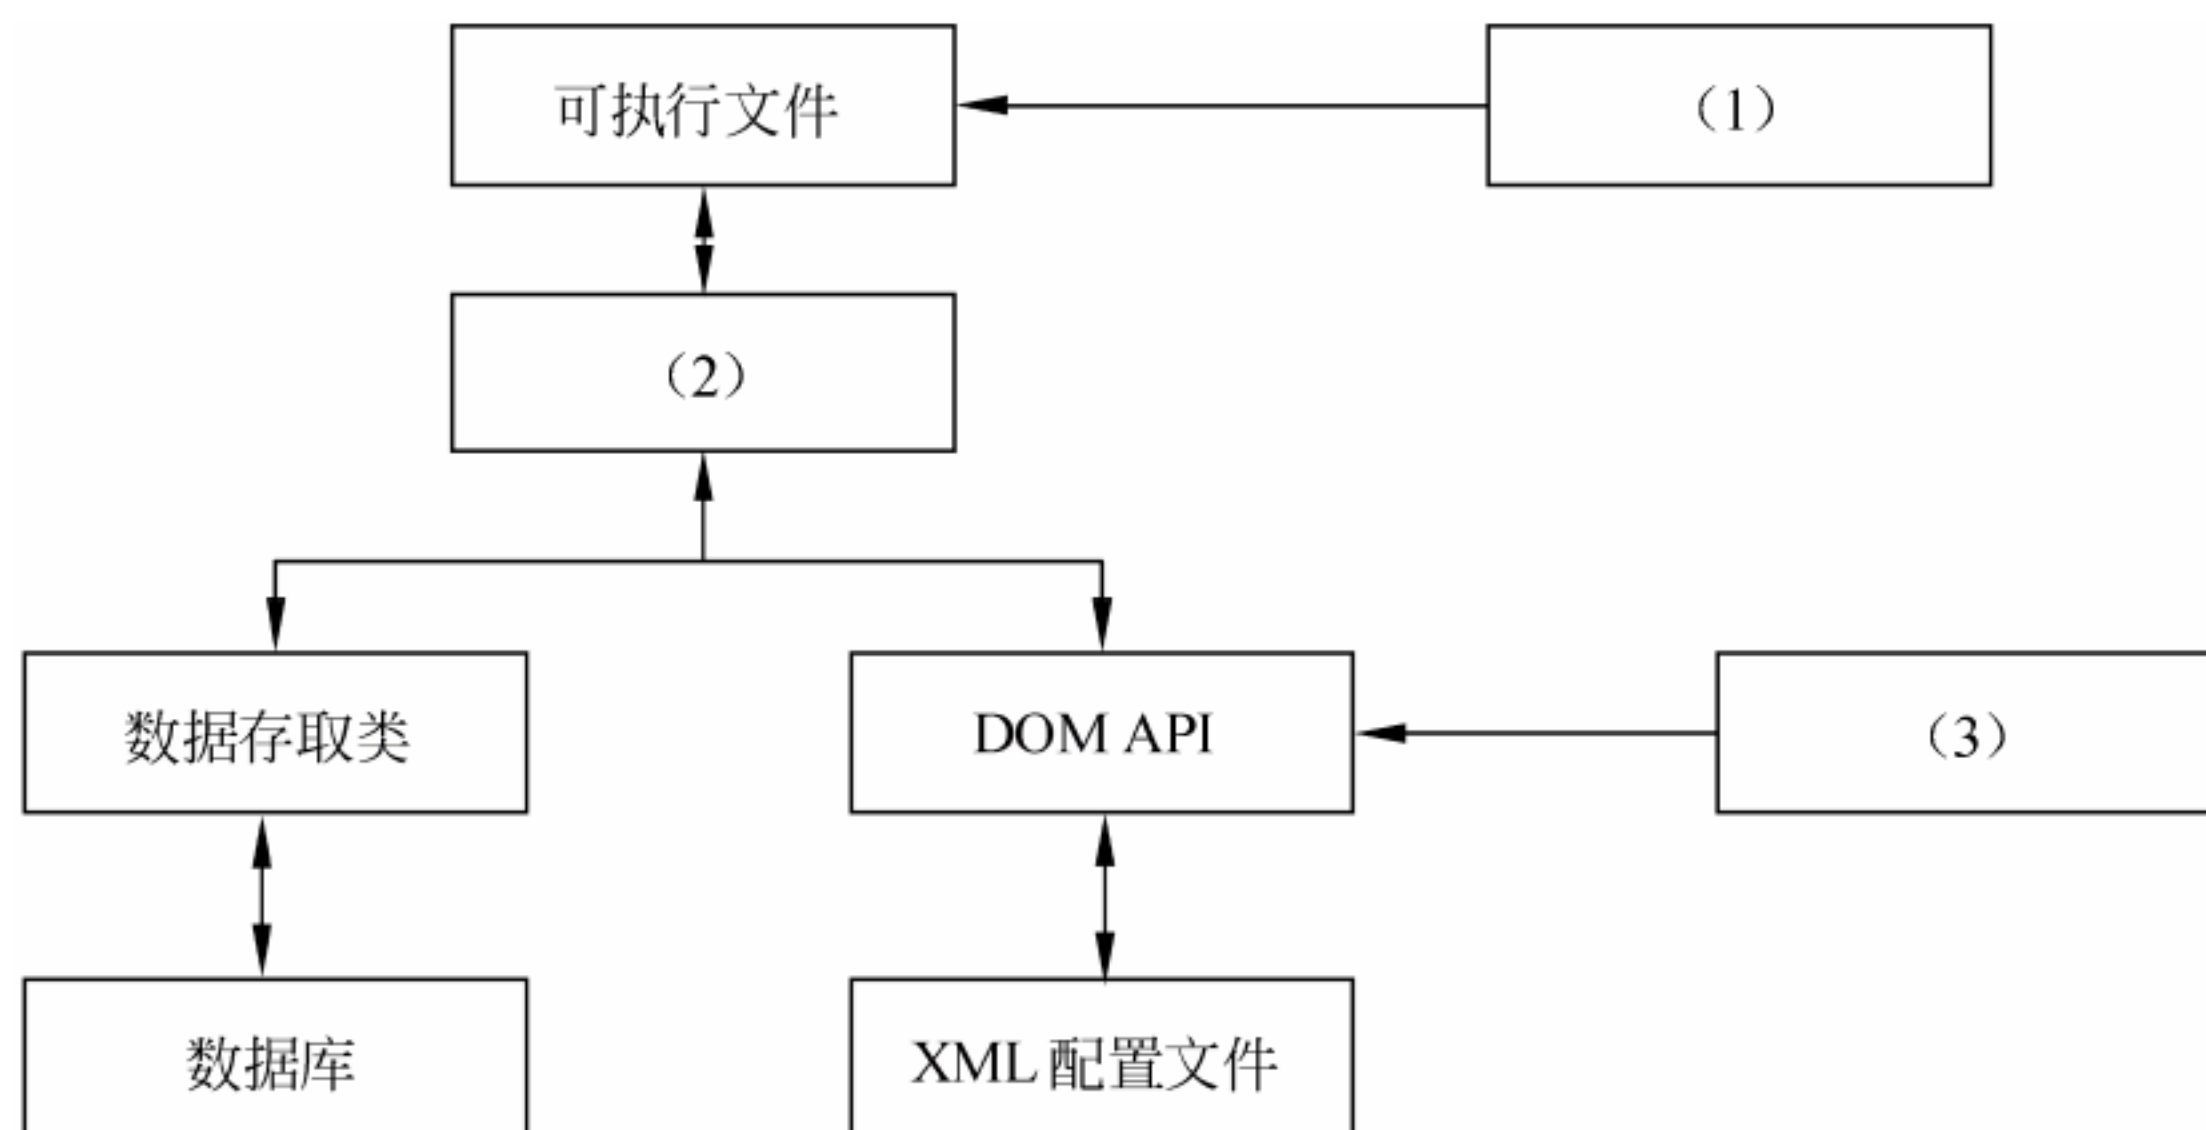 可执行文件
（1）
（2）
数据存取类
DOM API
（3）
数据库
XML 配置文件